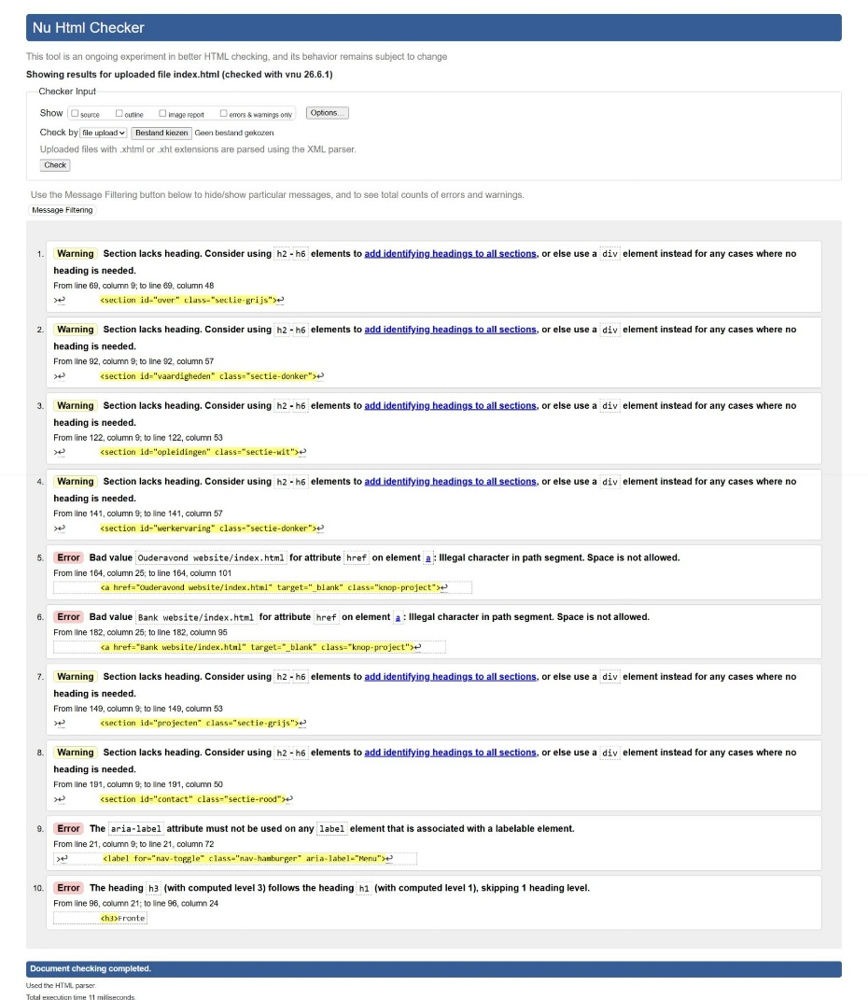 Nu Html Checker
This tool is an ongoing experiment in better HTML checking, and its behavior remains subject to change
Showing results for uploaded file index.html (checked with vnu 26.6.1)
Checker Input
Show source outline image report errors & warnings only Options...
Check by file upload Bestand kiezen Geen bestand gekozen
Uploaded files with .xhtml or .xht extensions are parsed using the XML parser.
Check
Use the Message Filtering button below to hide/show particular messages, and to see total counts of errors and warnings.
Message Filtering
1. Warning Section lacks heading. Consider using h2-h6 elements to add identifying headings to all sections, or else use a div element instead for any cases where no
heading is needed.
From line 69, column 9; to line 69, column 48
>↩ <section id="over" class="sectie-grijs">↩
2. Warning Section lacks heading. Consider using h2-h6 elements to add identifying headings to all sections, or else use a div element instead for any cases where no
heading is needed.
From line 92, column 9; to line 92, column 57
>↩ <section id="vaardigheden" class="sectie-donker">↩
3. Warning Section lacks heading. Consider using h2-h6 elements to add identifying headings to all sections, or else use a div element instead for any cases where no
heading is needed.
From line 122, column 9; to line 122, column 53
>↩ <section id="opleidingen" class="sectie-wit">↩
4. Warning Section lacks heading. Consider using h2-h6 elements to add identifying headings to all sections, or else use a div element instead for any cases where no
heading is needed.
From line 141, column 9; to line 141, column 57
>↩ <section id="werkervaring" class="sectie-donker">↩
5. Error Bad value Ouderavond website/index.html for attribute href on element a: Illegal character in path segment. Space is not allowed.
From line 164, column 25; to line 164, column 101
<a href="Ouderavond website/index.html" target="_blank" class="knop-project">↩
6. Error Bad value Bank website/index.html for attribute href on element a: Illegal character in path segment. Space is not allowed.
From line 182, column 25; to line 182, column 95
<a href="Bank website/index.html" target="_blank" class="knop-project">↩
7. Warning Section lacks heading. Consider using h2-h6 elements to add identifying headings to all sections, or else use a div element instead for any cases where no
heading is needed.
From line 149, column 9; to line 149, column 53
>↩ <section id="projecten" class="sectie-grijs">↩
8. Warning Section lacks heading. Consider using h2-h6 elements to add identifying headings to all sections, or else use a div element instead for any cases where no
heading is needed.
From line 191, column 9; to line 191, column 50
>↩ <section id="contact" class="sectie-rood">↩
9. Error The aria-label attribute must not be used on any label element that is associated with a labelable element.
From line 21, column 9; to line 21, column 72
>↩ <label for="nav-toggle" class="nav-hamburger" aria-label="Menu">↩
10. Error The heading h3 (with computed level 3) follows the heading h1 (with computed level 1), skipping 1 heading level.
From line 96, column 21; to line 96, column 24
<h3>Fronte
Document checking completed.
Used the HTML parser.
Total execution time 11 milliseconds.